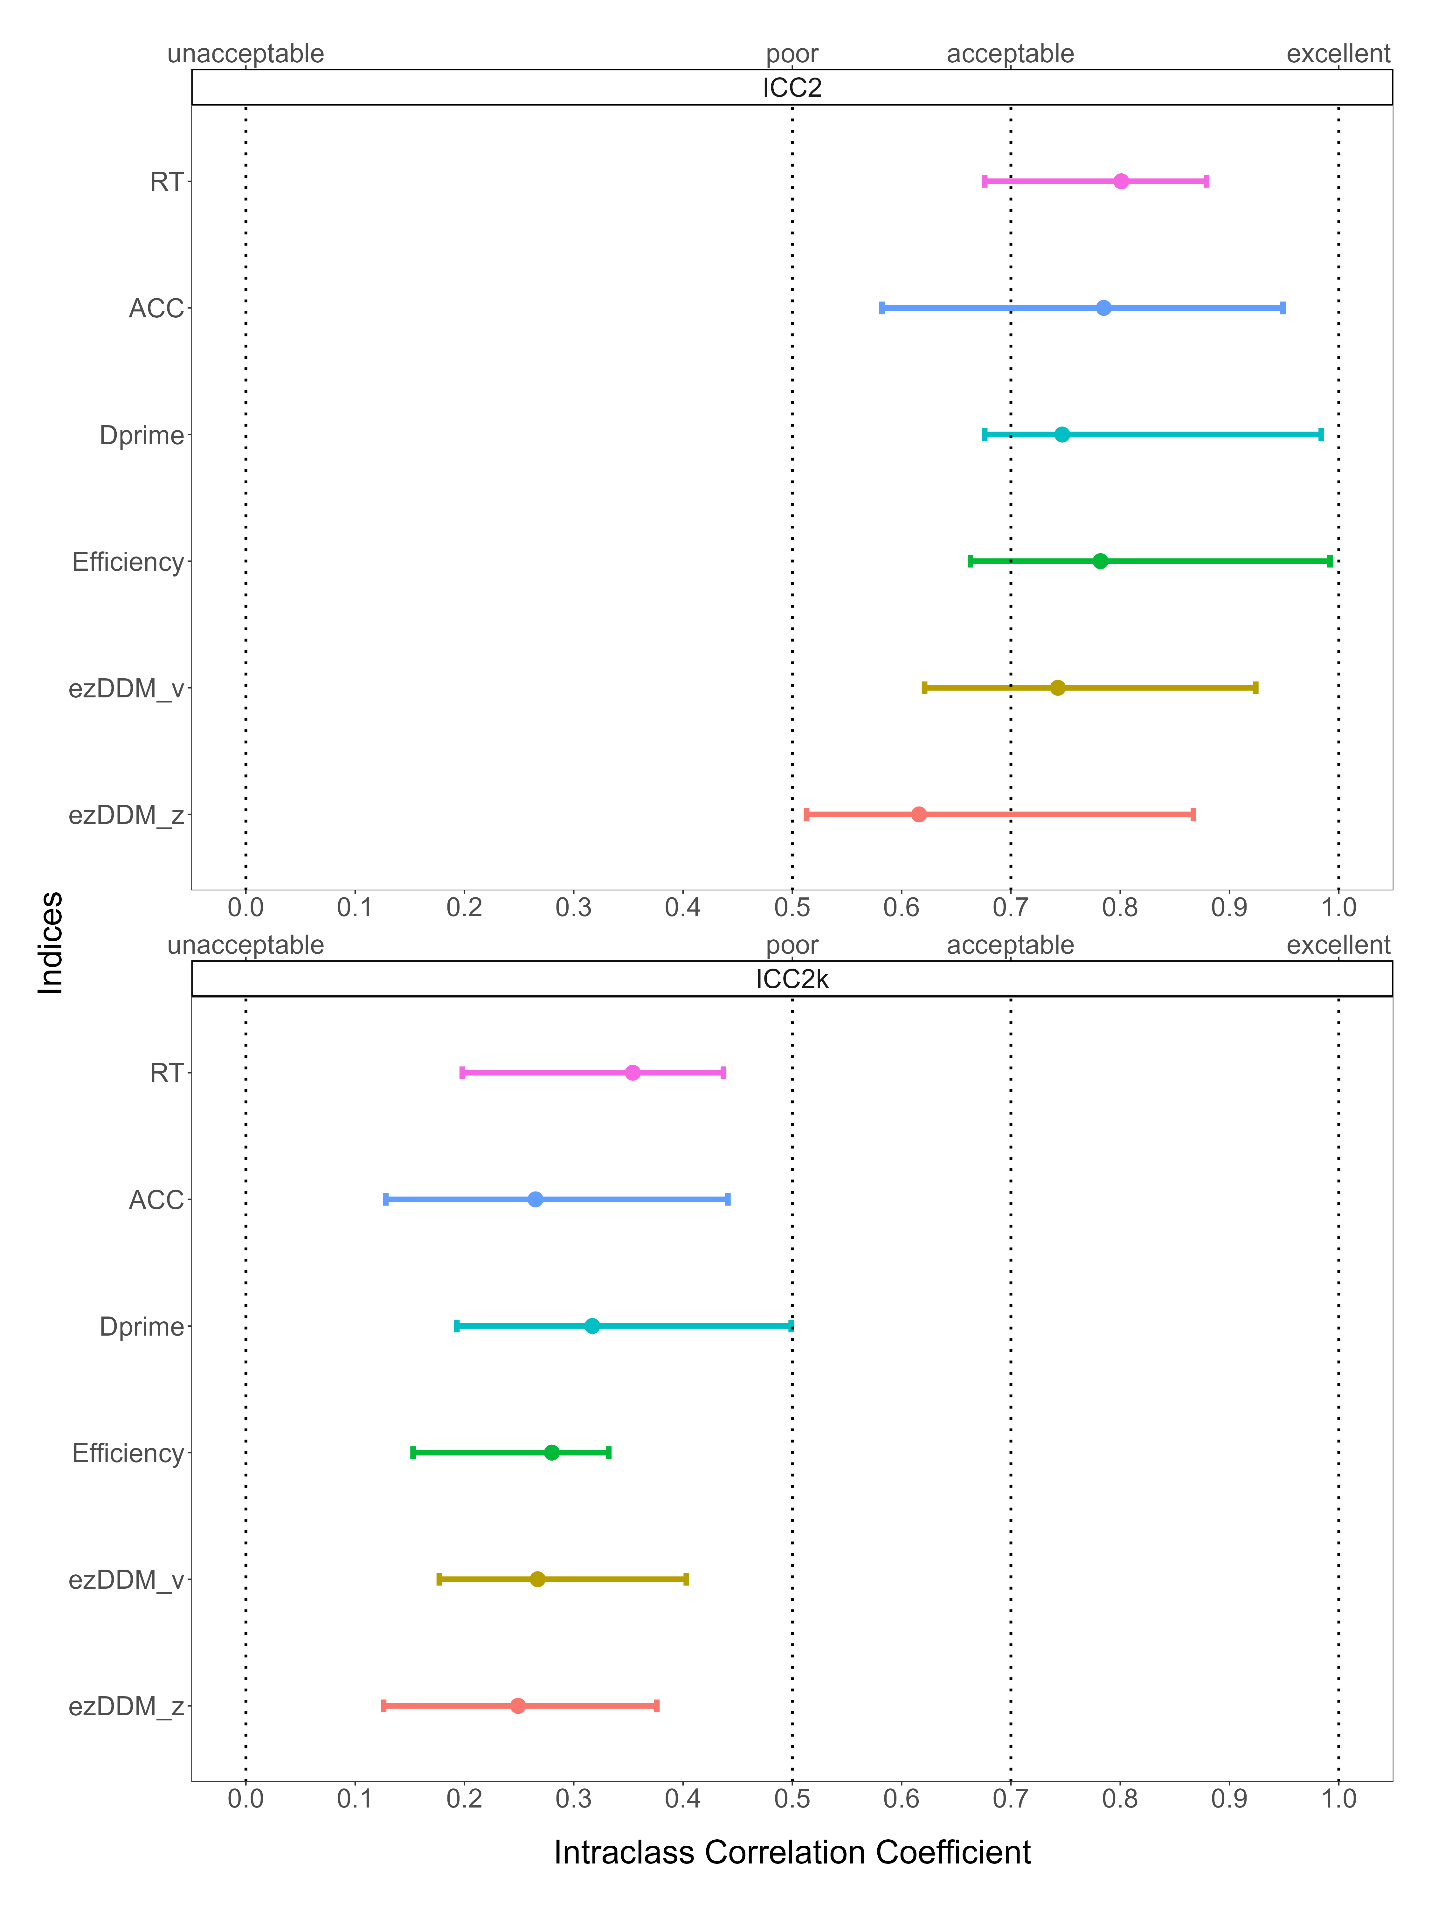 unacceptable poor acceptable excellent
ICC2
RT
ACC
Dprime
Efficiency
ezDDM_v
ezDDM_z
0.0 0.1 0.2 0.3 0.4 0.5 0.6 0.7 0.8 0.9 1.0
Indices
unacceptable poor acceptable excellent
ICC2k
RT
ACC
Dprime
Efficiency
ezDDM_v
ezDDM_z
0.0 0.1 0.2 0.3 0.4 0.5 0.6 0.7 0.8 0.9 1.0
Intraclass Correlation Coefficient